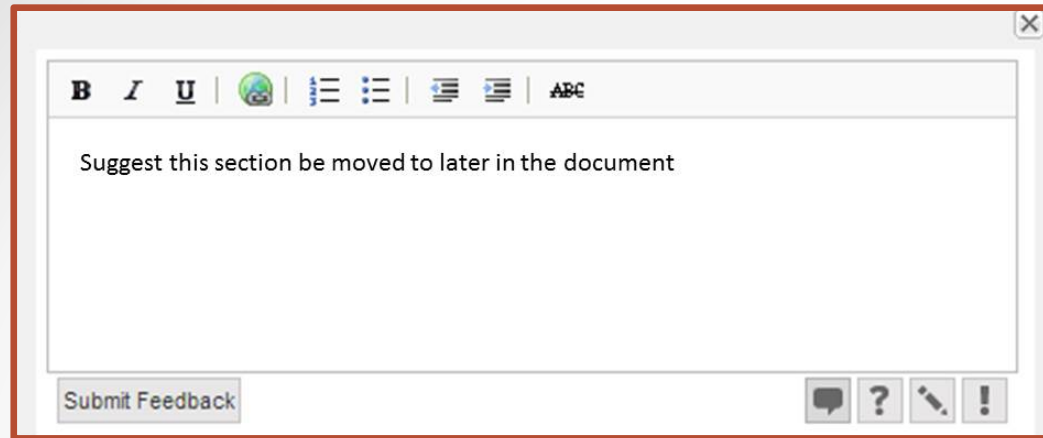 B I U ABC
Suggest this section be moved to later in the document
Submit Feedback ? !